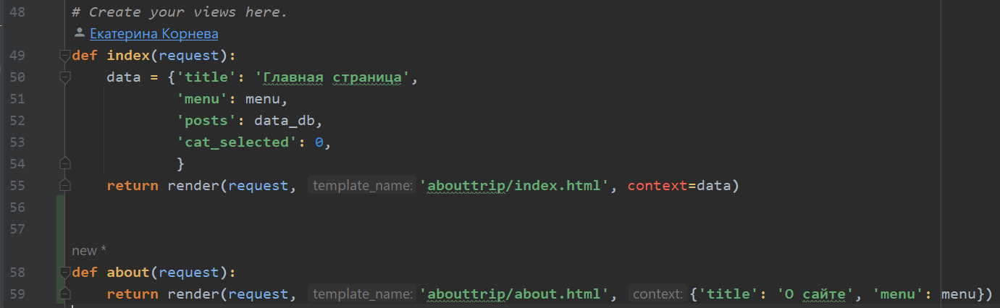 48 # Create your views here.
Екатерина Корнева
49 def index(request):
50 data = {'title': 'Главная страница',
51 'menu': menu,
52 'posts': data_db,
53 'cat_selected': 0,
54 }
55 return render(request, template_name: 'abouttrip/index.html', context=data)
56
57
new *
58 def about(request):
59 return render(request, template_name: 'abouttrip/about.html', context: {'title': 'О сайте', 'menu': menu})